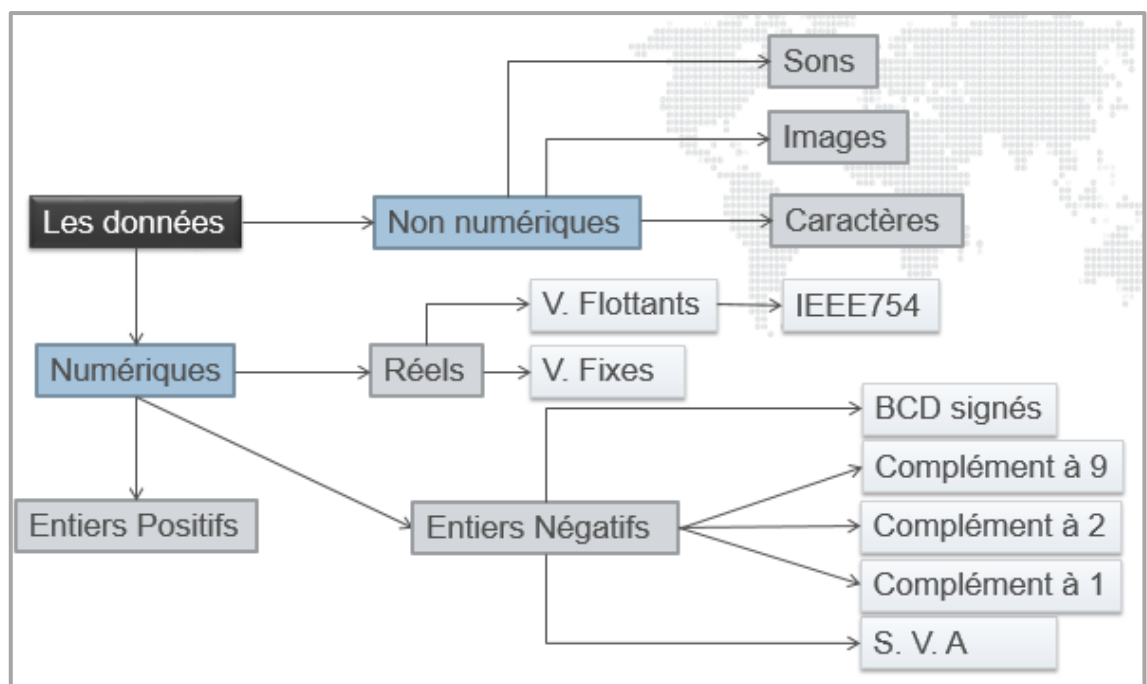 Sons
Images
Les données
Non numériques
Caractères
V. Flottants
IEEE754
Numériques
Réels
V. Fixes
BCD signés
Complément à 9
Entiers Positifs
Entiers Négatifs
Complément à 2
Complément à 1
S. V. A